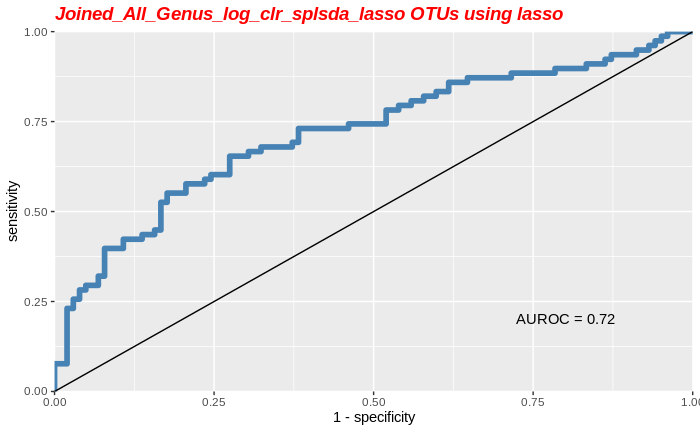 Joined_All_Genus_log_clr_splsda_lasso OTUs using lasso
1.00
0.75
0.50
0.25
0.00
sensitivity
AUROC = 0.72
0.00 0.25 0.50 0.75 1.00
1 - specificity